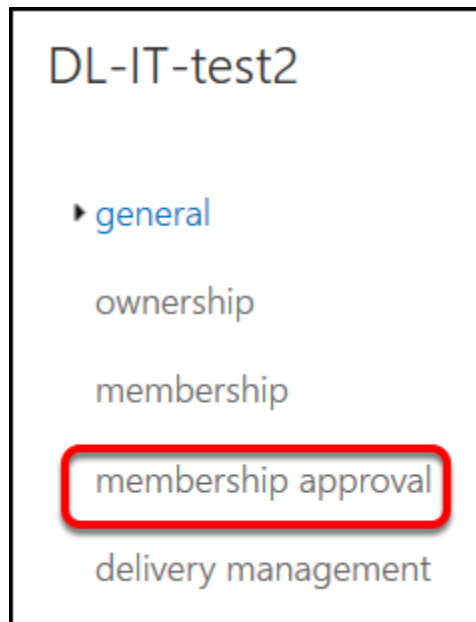 DL-IT-test2
general
ownership
membership
membership approval
delivery management